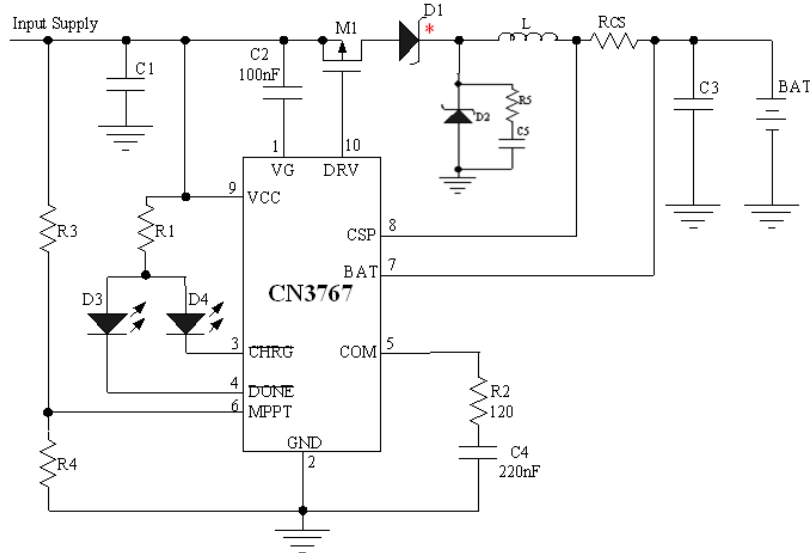 D1
Input Supply
M1
*
L
RCS
C2
100nF
C1
R5
D2
C5
C3
BAT
1
10
VG
DRV
9
VCC
8
CSP
R3
R1
7
BAT
CN3767
D3
D4
3
CHRG
COM
5
4
DONE
6
MPPT
R2
120
GND
2
R4
C4
220nF